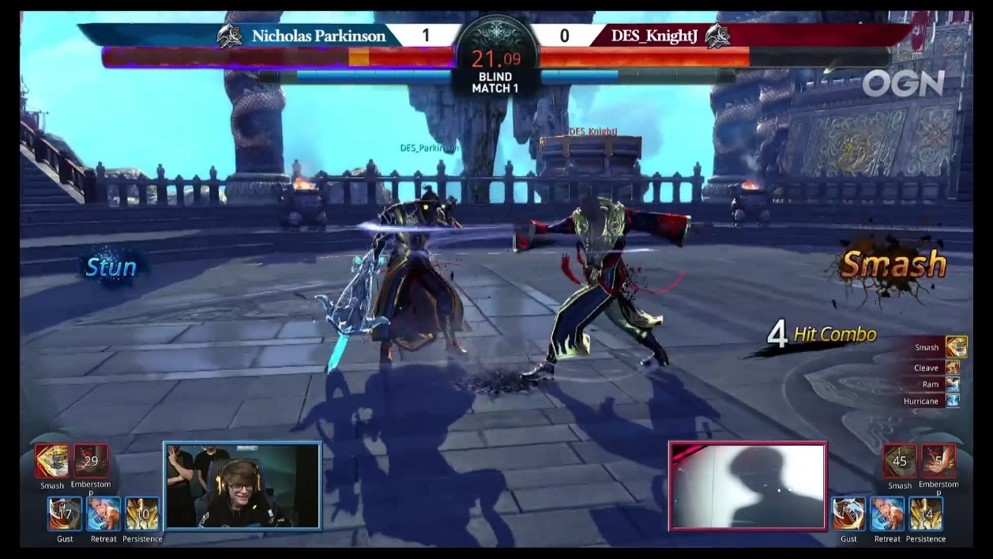 Nicholas Parkinson 1
0 DES_KnightJ
21.09
BLIND
MATCH 1
OGN
DES_Parkinson
DES_KnightJ
Stun
Smash
4 Hit Combo
Smash
Cleave
Ram
Hurricane
29
Smash
Emberstom
p
17
10
Gust
Retreat
Persistence
45
5
Smash
Emberstom
p
14
Gust
Retreat
Persistence